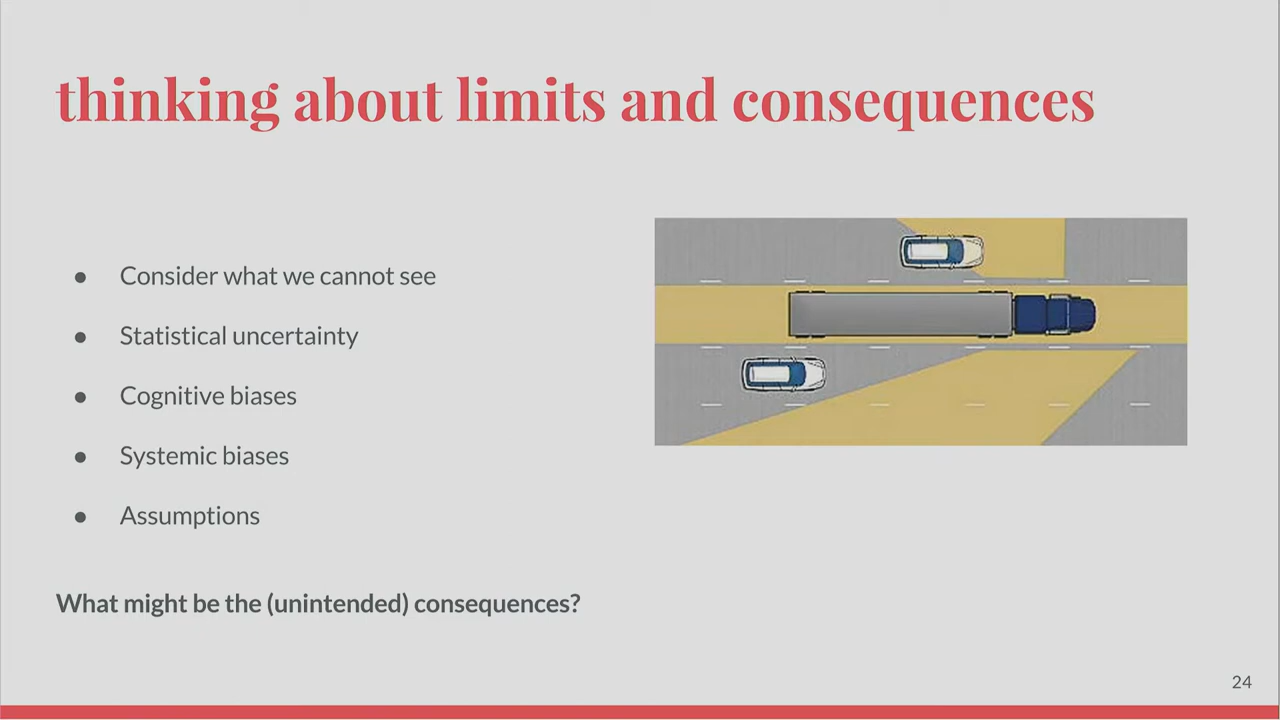 thinking about limits and consequences
● Consider what we cannot see
● Statistical uncertainty
● Cognitive biases
● Systemic biases
● Assumptions
What might be the (unintended) consequences?
24